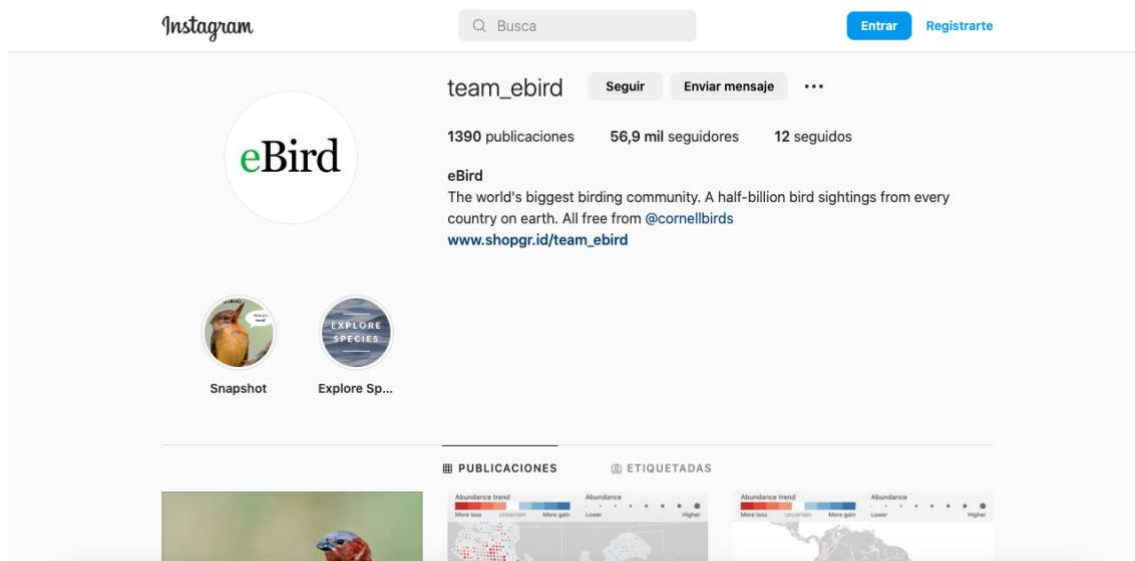 Instagram
Busca
Entrar
Registrarte
team_ebird
Seguir
Enviar mensaje
1390 publicaciones
56,9 mil seguidores
12 seguidos
eBird
eBird
The world's biggest birding community. A half-billion bird sightings from every
country on earth. All free from @cornellbirds
www.shopgr.id/team_ebird
EXPLORE
SPECIES
Snapshot
Explore Sp...
PUBLICACIONES
ETIQUETADAS
Abundance trend
Abundance
More loss
Uncertain
More gain
Lower
Higher
Abundance trend
Abundance
More loss
Uncertain
More gain
Lower
Higher